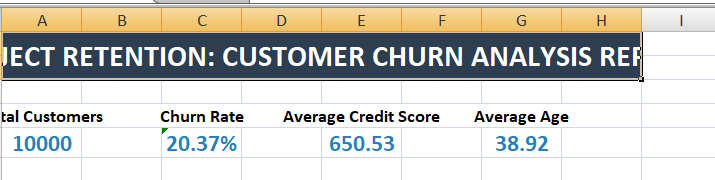 A B C D E F G H I
JECT RETENTION: CUSTOMER CHURN ANALYSIS REP
tal Customers Churn Rate Average Credit Score Average Age
10000 20.37% 650.53 38.92